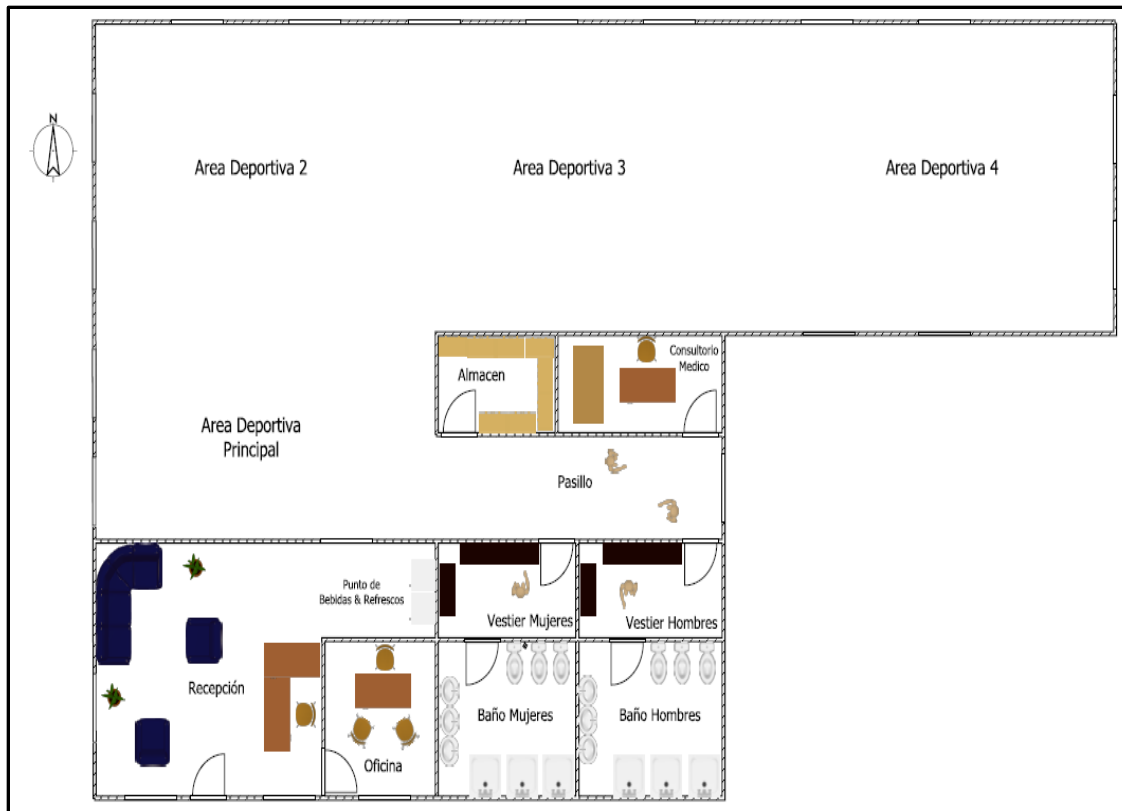 N
Area Deportiva 2
Area Deportiva 3
Area Deportiva 4
Almacen
Consultorio
Medico
Area Deportiva
Principal
Pasillo
Punto de
Bebidas & Refrescos
Vestier Mujeres
Vestier Hombres
Recepción
Baño Mujeres
Baño Hombres
Oficina